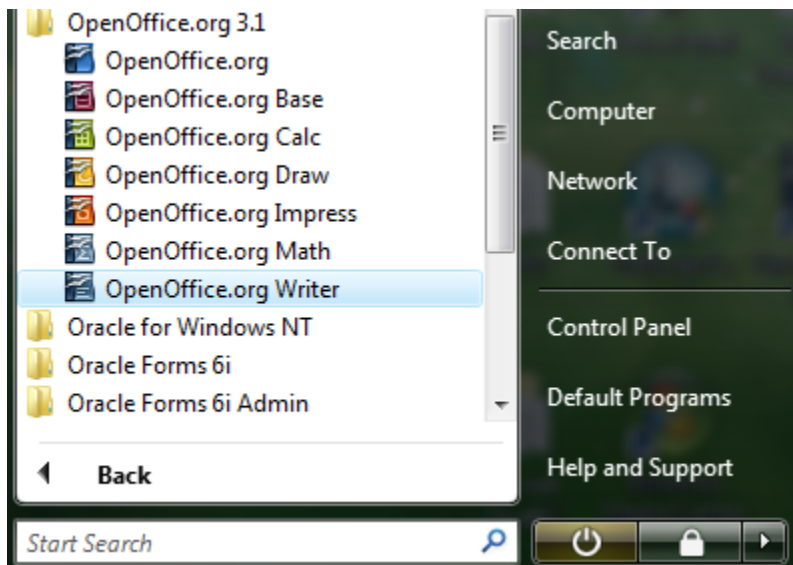 OpenOffice.org 3.1
OpenOffice.org
OpenOffice.org Base
OpenOffice.org Calc
OpenOffice.org Draw
OpenOffice.org Impress
OpenOffice.org Math
OpenOffice.org Writer
Oracle for Windows NT
Oracle Forms 6i
Oracle Forms 6i Admin
Back
Start Search
Search
Computer
Network
Connect To
Control Panel
Default Programs
Help and Support